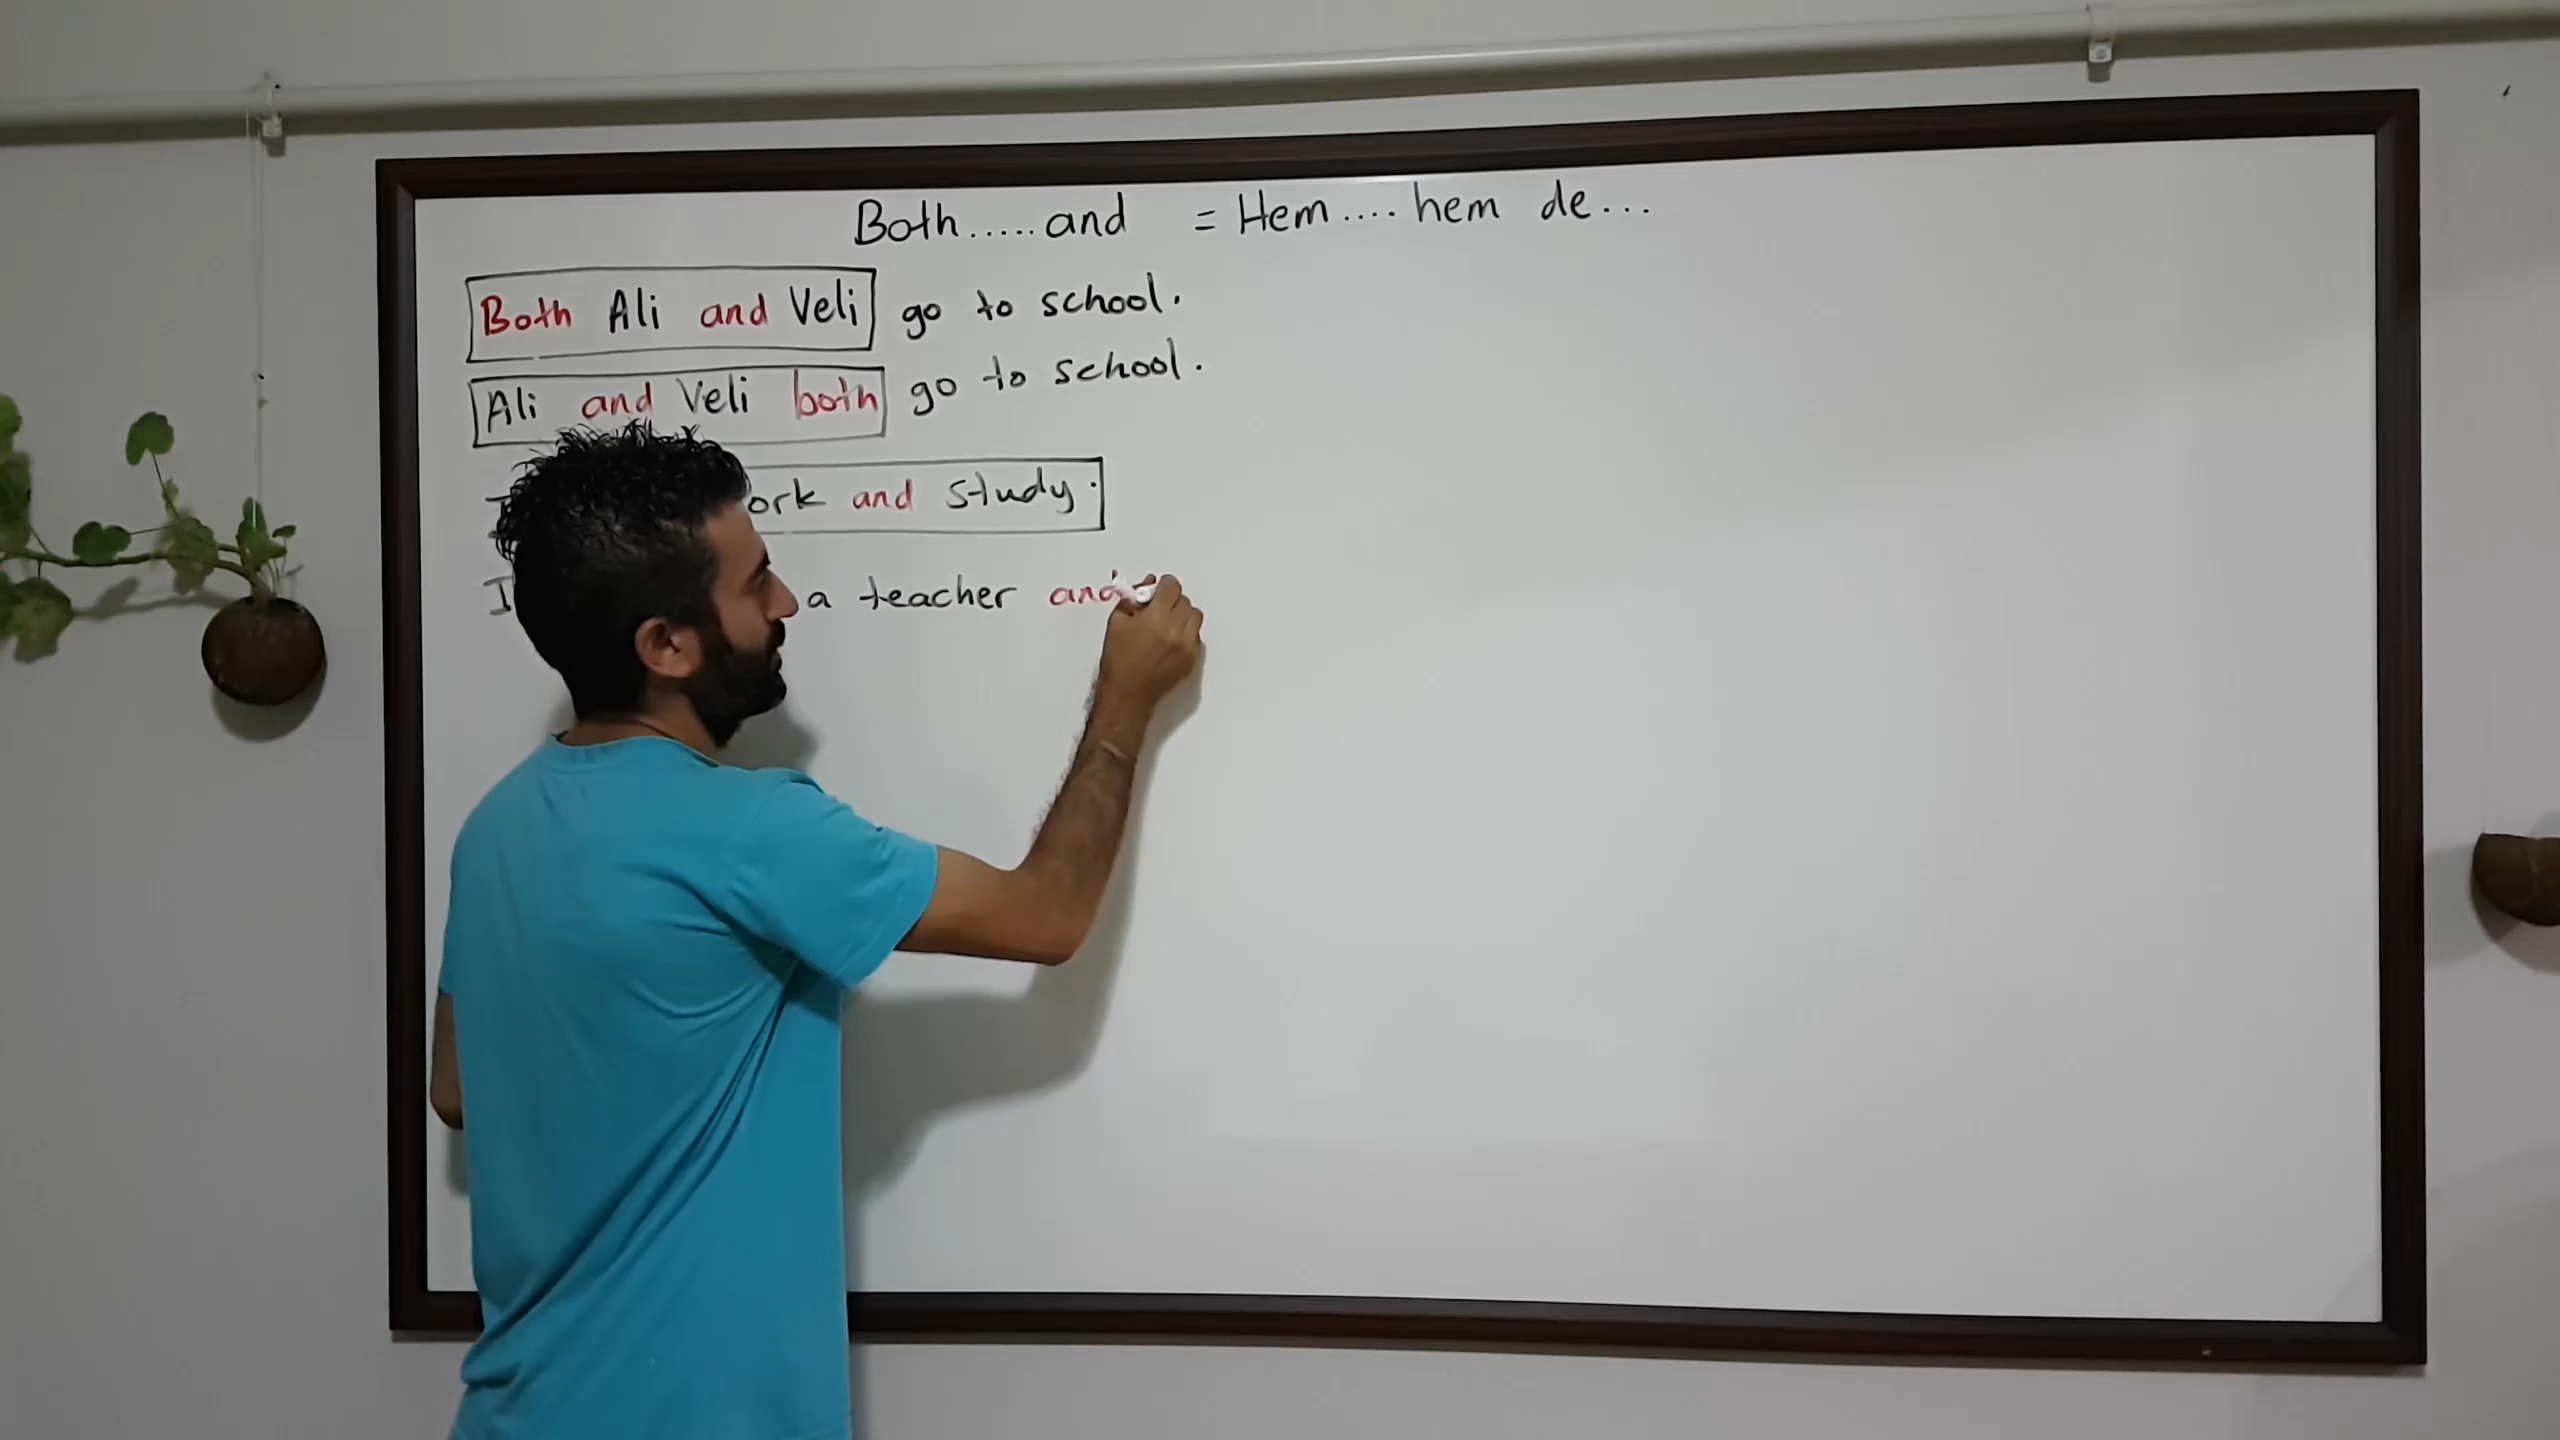 Both.....and = Hem....hem de...
Both Ali and Veli go to school.
Ali and Veli both go to school.
I and study.
I a teacher and